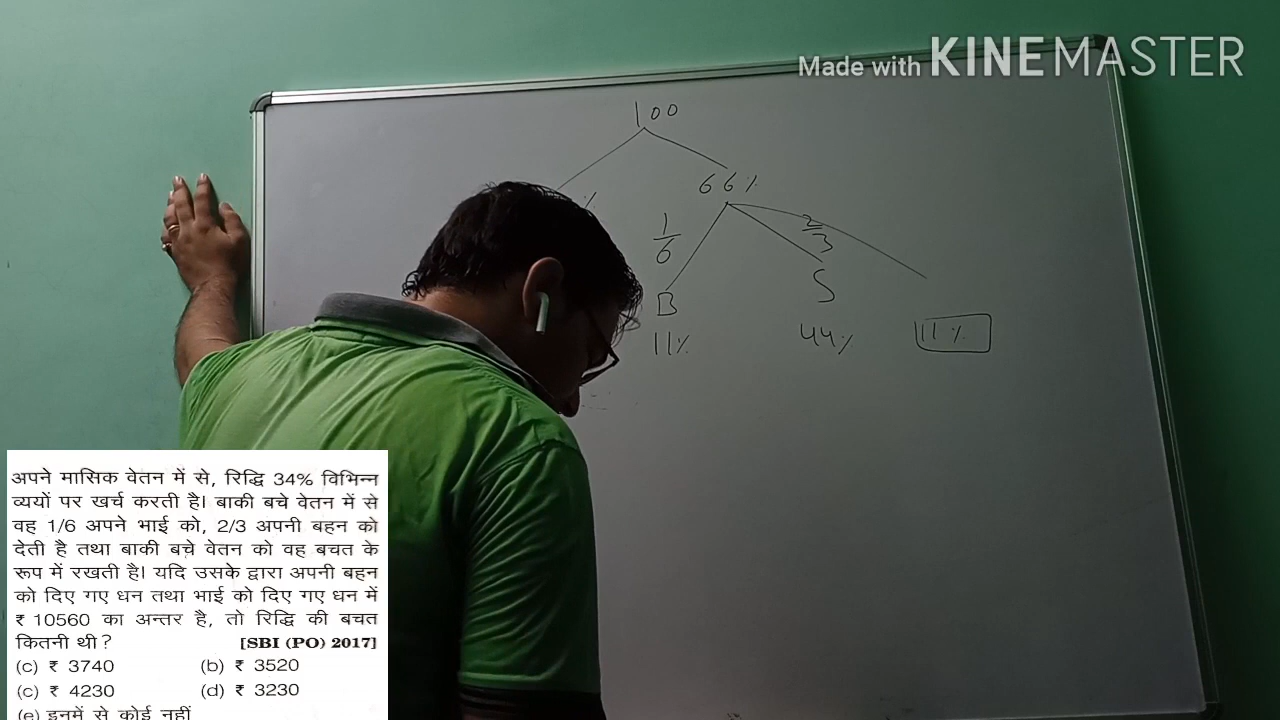 Made with KINEMASTER
100
%
66%
1/6
2/3
B
S
11%
44%
11%
अपने मासिक वेतन में से, रिद्धि 34% विभिन्न
व्ययों पर खर्च करती है। बाकी बचे वेतन में से
वह 1/6 अपने भाई को, 2/3 अपनी बहन को
देती है तथा बाकी बचे वेतन को वह बचत के
रूप में रखती है। यदि उसके द्वारा अपनी बहन
को दिए गए धन तथा भाई को दिए गए धन में
₹ 10560 का अन्तर है, तो रिद्धि की बचत
कितनी थी? [SBI (PO) 2017]
(c) ₹ 3740 (b) ₹ 3520
(c) ₹ 4230 (d) ₹ 3230
(e) इनमें से कोई नहीं